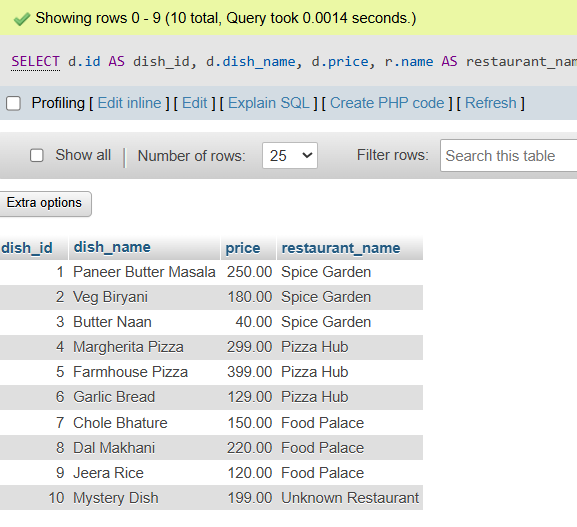 Showing rows 0 - 9 (10 total, Query took 0.0014 seconds.)
SELECT d.id AS dish_id, d.dish_name, d.price, r.name AS restaurant_nam
Profiling [ Edit inline ] [ Edit ] [ Explain SQL ] [ Create PHP code ] [ Refresh ]
Show all | Number of rows: 25 Filter rows: Search this table
Extra options
dish_id dish_name price restaurant_name
1 Paneer Butter Masala 250.00 Spice Garden
2 Veg Biryani 180.00 Spice Garden
3 Butter Naan 40.00 Spice Garden
4 Margherita Pizza 299.00 Pizza Hub
5 Farmhouse Pizza 399.00 Pizza Hub
6 Garlic Bread 129.00 Pizza Hub
7 Chole Bhature 150.00 Food Palace
8 Dal Makhani 220.00 Food Palace
9 Jeera Rice 120.00 Food Palace
10 Mystery Dish 199.00 Unknown Restaurant